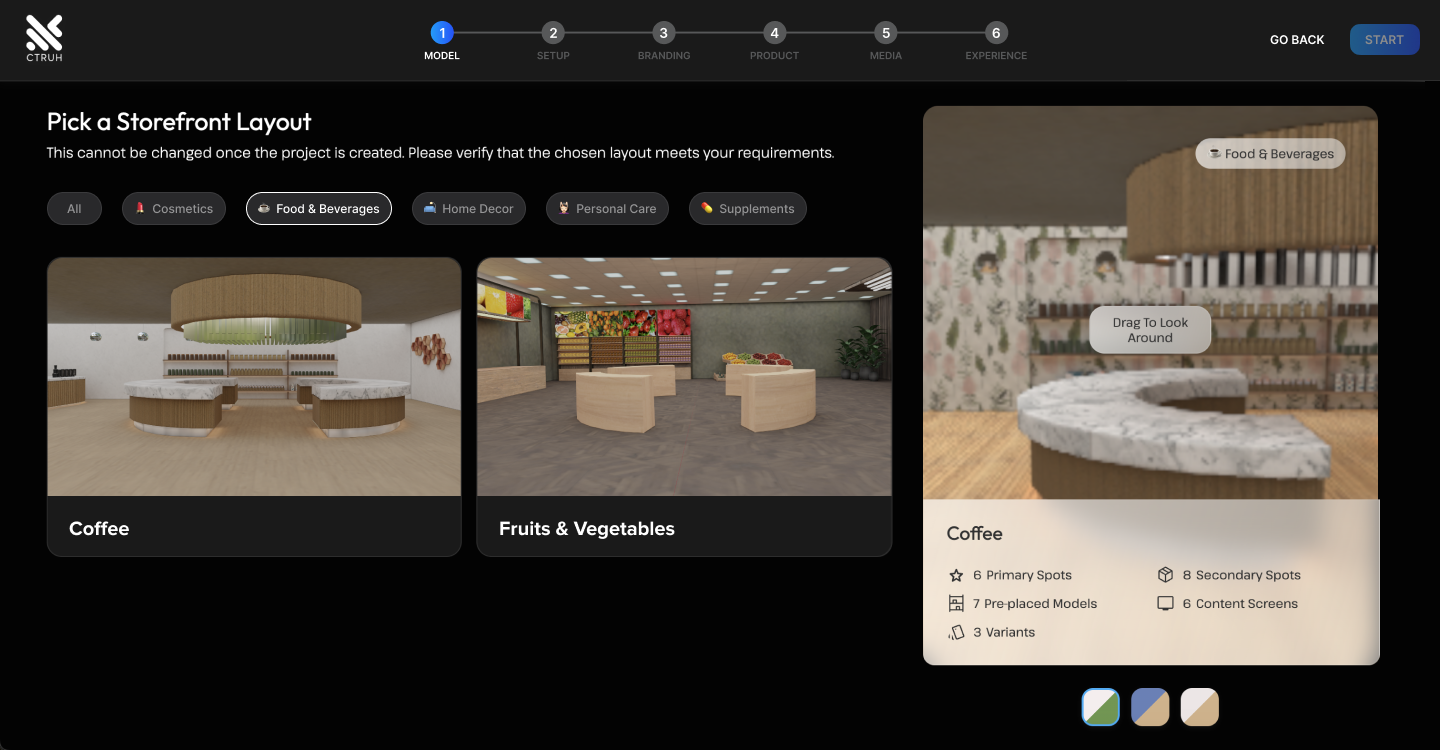 CTRUH
1 2 3 4 5 6
MODEL SETUP BRANDING PRODUCT MEDIA EXPERIENCE
GO BACK START
Pick a Storefront Layout
This cannot be changed once the project is created. Please verify that the chosen layout meets your requirements.
All Cosmetics Food & Beverages Home Decor Personal Care Supplements
Coffee
Fruits & Vegetables
Food & Beverages
Drag To Look
Around
Coffee
6 Primary Spots 8 Secondary Spots
7 Pre-placed Models 6 Content Screens
3 Variants